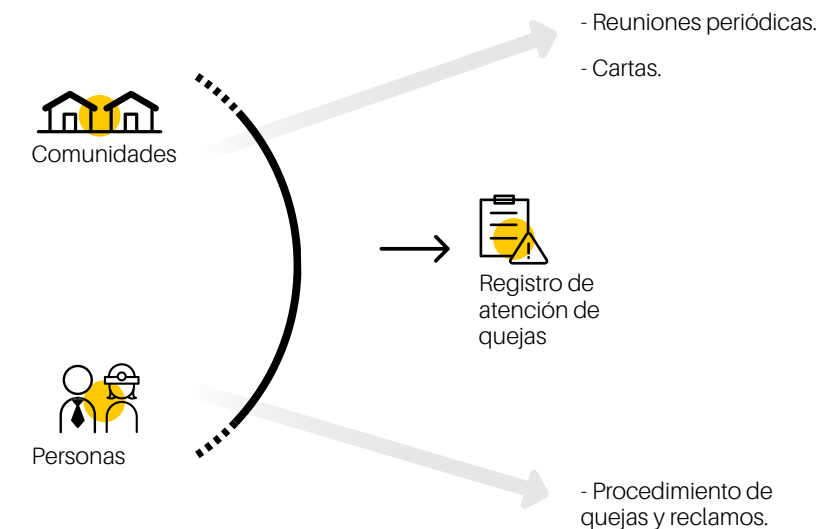 - Reuniones periódicas.
- Cartas.
Comunidades
Registro de
atención de
quejas
Personas
- Procedimiento de
quejas y reclamos.